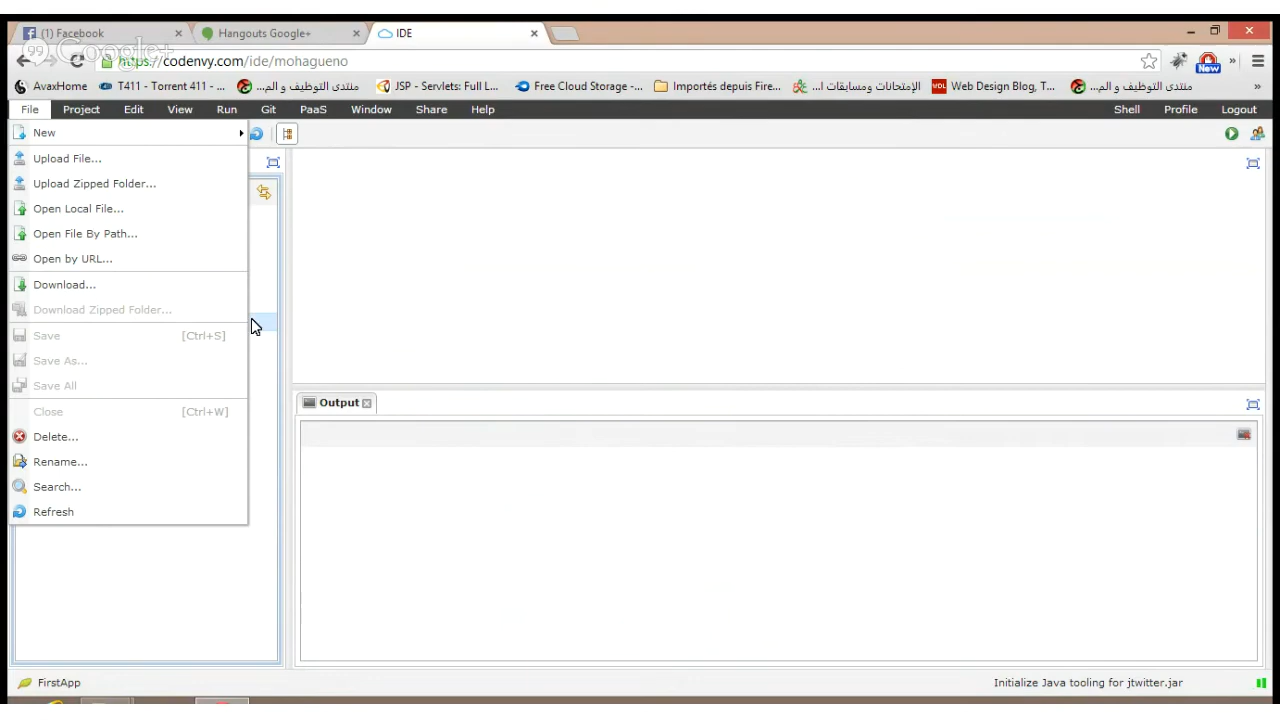 (1) Facebook
Hangouts Google+
IDE
99 Google+
https://codenvy.com/ide/mohagueno
AvaxHome
T411 - Torrent 411 - ...
منتدى التوظيف و الم...
JSP - Servlets: Full L...
Free Cloud Storage -...
Importés depuis Fire...
الإمتحانات ومسابقات ا...
WDL
Web Design Blog, T...
منتدى التوظيف و الم...
»
New
»
File Project Edit View Run Git PaaS Window Share Help Shell Profile Logout
New
Upload File...
Upload Zipped Folder...
Open Local File...
Open File By Path...
Open by URL...
Download...
Download Zipped Folder...
Save [Ctrl+S]
Save As...
Save All
Close [Ctrl+W]
Delete...
Rename...
Search...
Refresh
Output
FirstApp
Initialize Java tooling for jtwitter.jar